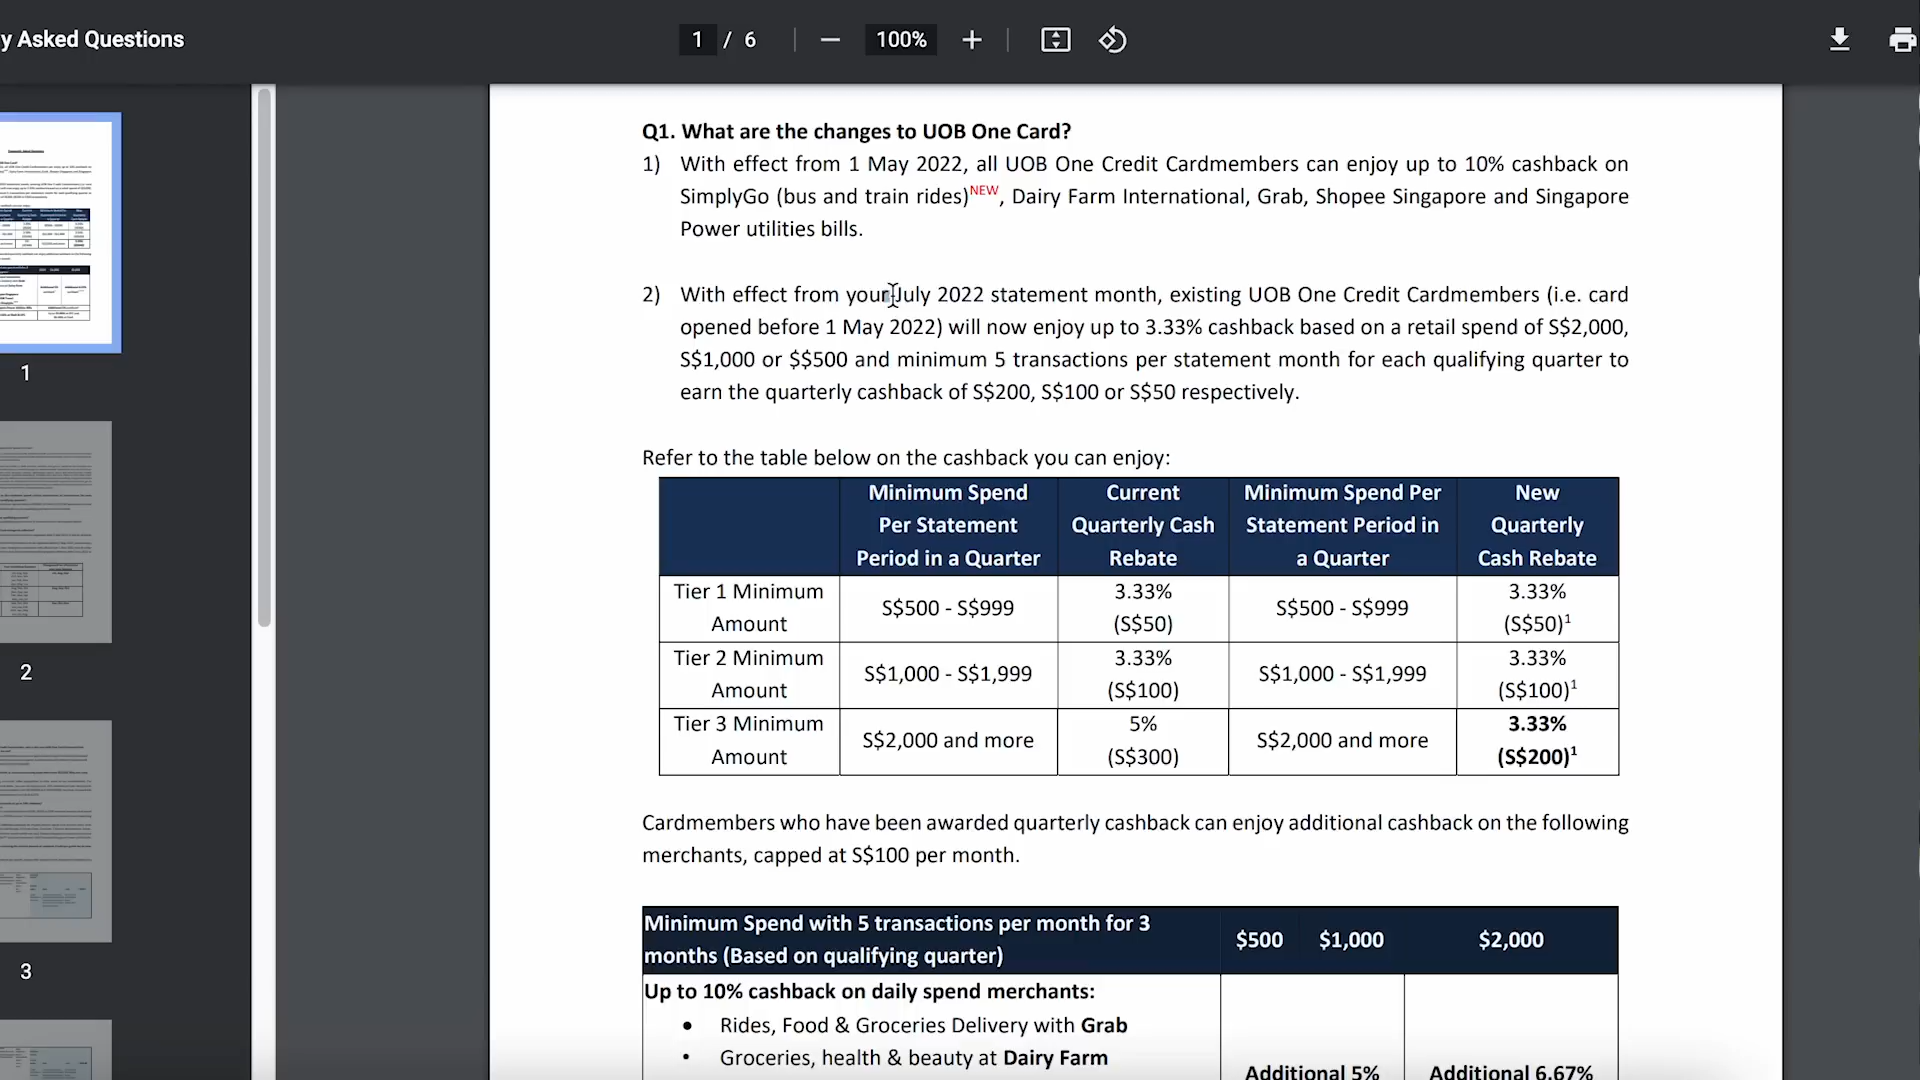 y Asked Questions
1 / 6
100%
Q1. What are the changes to UOB One Card?
1) With effect from 1 May 2022, all UOB One Credit Cardmembers can enjoy up to 10% cashback on
SimplyGo (bus and train rides)NEW, Dairy Farm International, Grab, Shopee Singapore and Singapore
Power utilities bills.
2) With effect from your July 2022 statement month, existing UOB One Credit Cardmembers (i.e. card
opened before 1 May 2022) will now enjoy up to 3.33% cashback based on a retail spend of S$2,000,
S$1,000 or $$500 and minimum 5 transactions per statement month for each qualifying quarter to
earn the quarterly cashback of S$200, S$100 or S$50 respectively.
Refer to the table below on the cashback you can enjoy:
Minimum Spend Per Statement Period in a Quarter
Current Quarterly Cash Rebate
Minimum Spend Per Statement Period in a Quarter
New Quarterly Cash Rebate
Tier 1 Minimum Amount
S$500 - S$999
3.33% (S$50)
S$500 - S$999
3.33% (S$50)¹
Tier 2 Minimum Amount
S$1,000 - S$1,999
3.33% (S$100)
S$1,000 - S$1,999
3.33% (S$100)¹
Tier 3 Minimum Amount
S$2,000 and more
5% (S$300)
S$2,000 and more
3.33% (S$200)¹
Cardmembers who have been awarded quarterly cashback can enjoy additional cashback on the following
merchants, capped at S$100 per month.
Minimum Spend with 5 transactions per month for 3
months (Based on qualifying quarter)
$500 $1,000 $2,000
Up to 10% cashback on daily spend merchants:
• Rides, Food & Groceries Delivery with Grab
• Groceries, health & beauty at Dairy Farm
Additional 5% Additional 6.67%
1
2
3